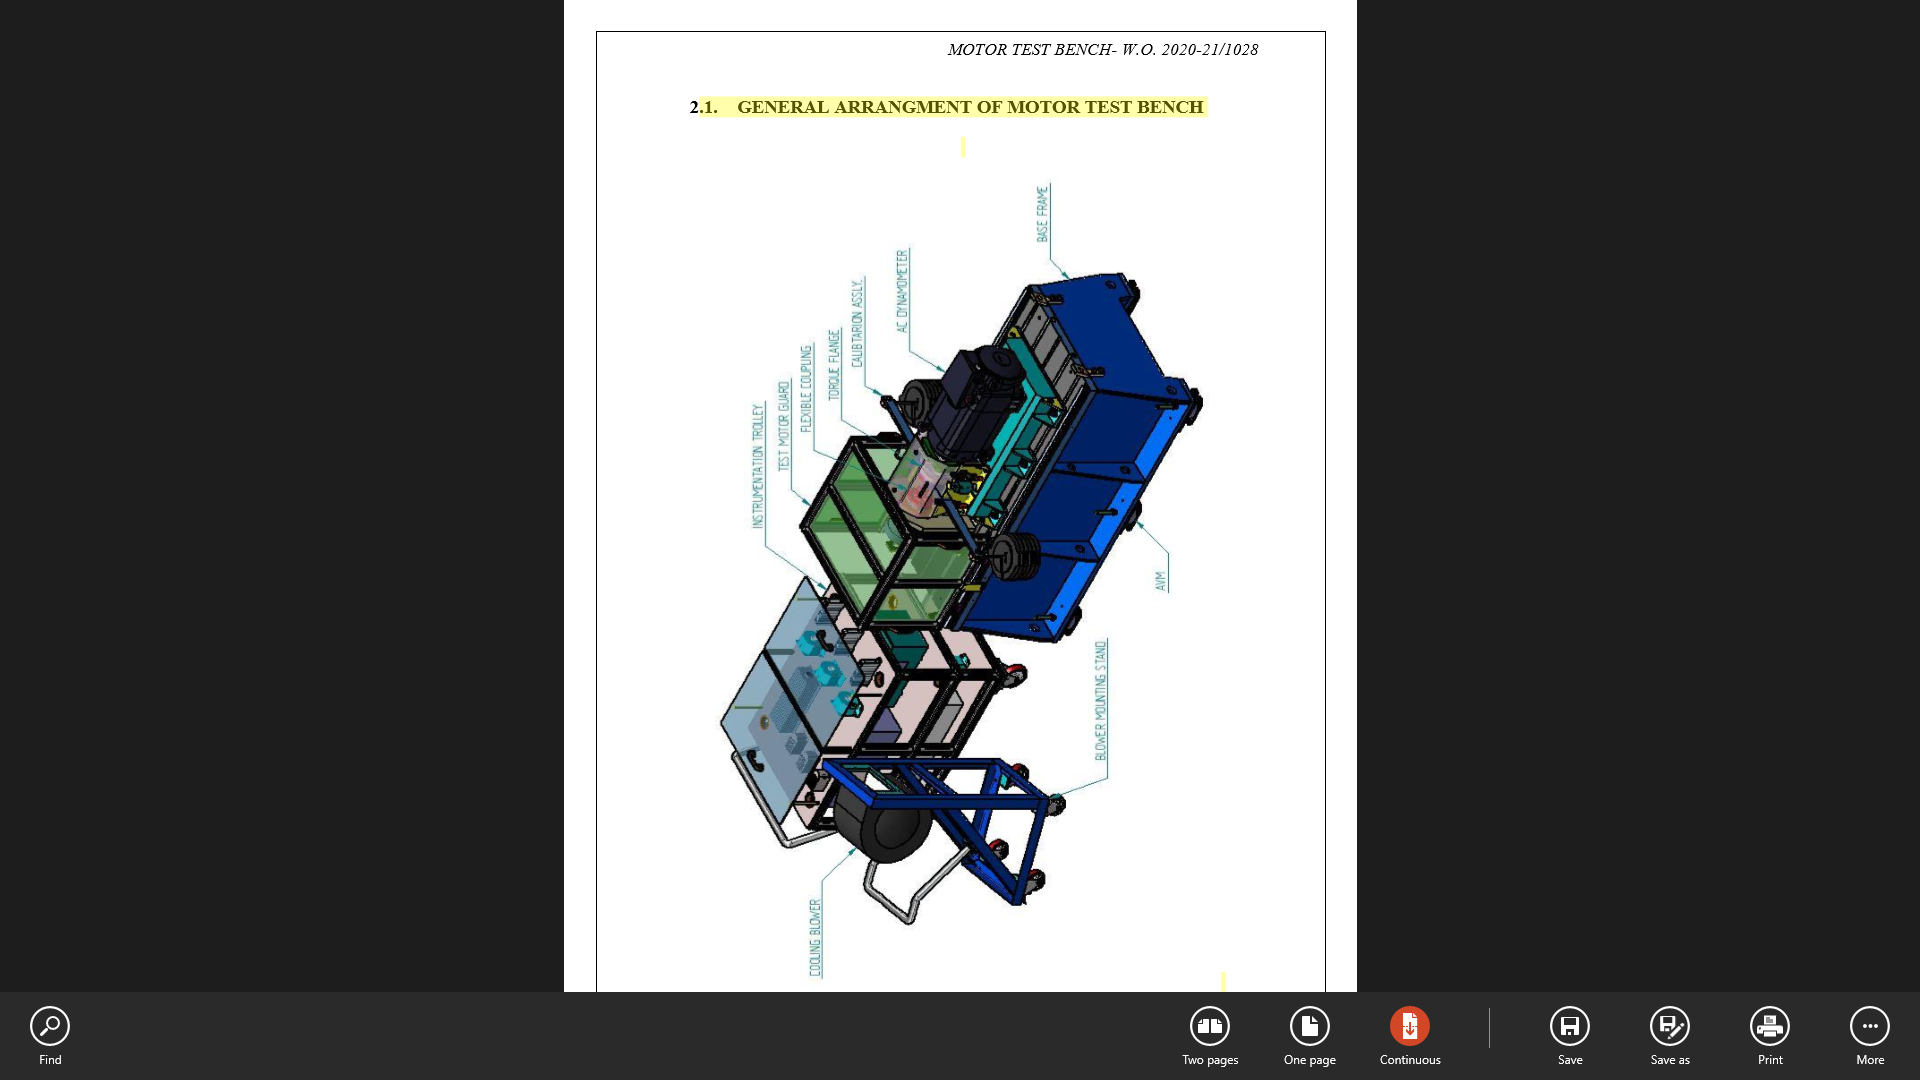 MOTOR TEST BENCH- W.O. 2020-21/1028
2.1. GENERAL ARRANGMENT OF MOTOR TEST BENCH
BASE FRAME
AC DYNAMOMETER
CALIBTARION ASSLY.
TORQUE FLANGE
FLEXIBLE COUPLING
TEST MOTOR GUARD
INSTRUMENTATION TROLLEY
AVM
BLOWER MOUNTING STAND
COOLING BLOWER
Find
Two pages
One page
Continuous
Save
Save as
Print
More